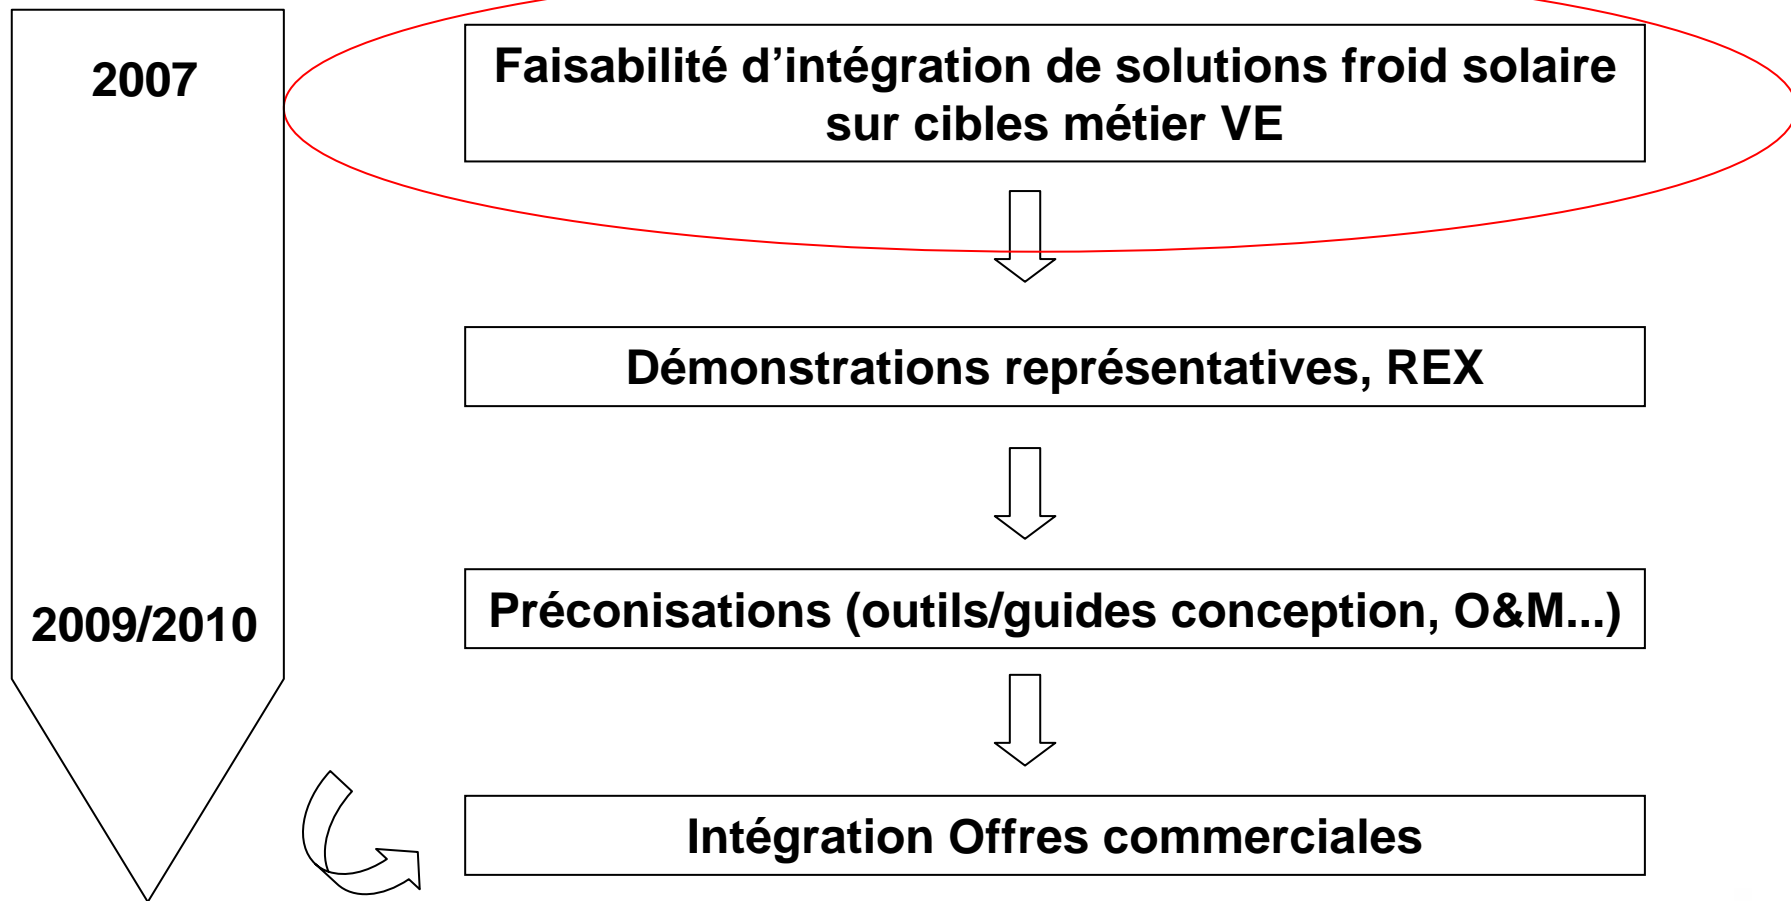 2007
Faisabilité d’intégration de solutions froid solaire
sur cibles métier VE
Démonstrations représentatives, REX
2009/2010
Préconisations (outils/guides conception, O&M...)
Intégration Offres commerciales